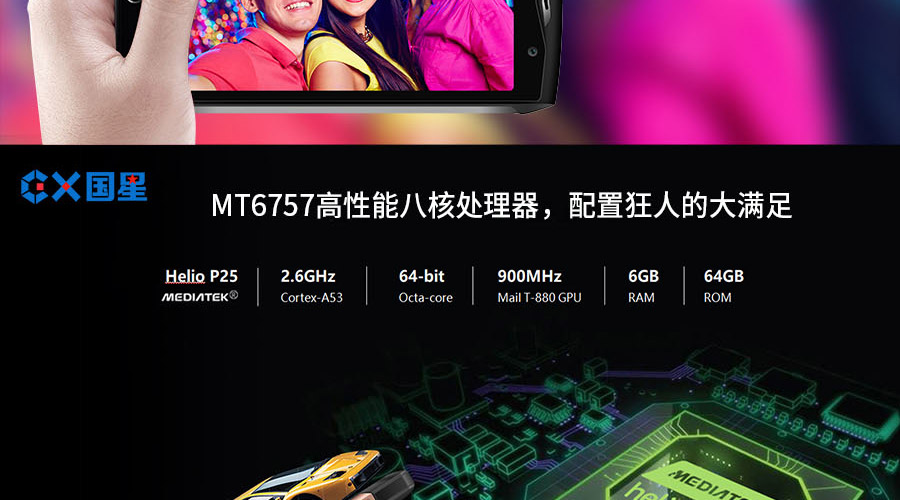 CX国星
MT6757高性能八核处理器，配置狂人的大满足
Helio P25
MEDIATEK®
2.6GHz
Cortex-A53
64-bit
Octa-core
900MHz
Mail T-880 GPU
6GB
RAM
64GB
ROM
MEDIATEK
helio